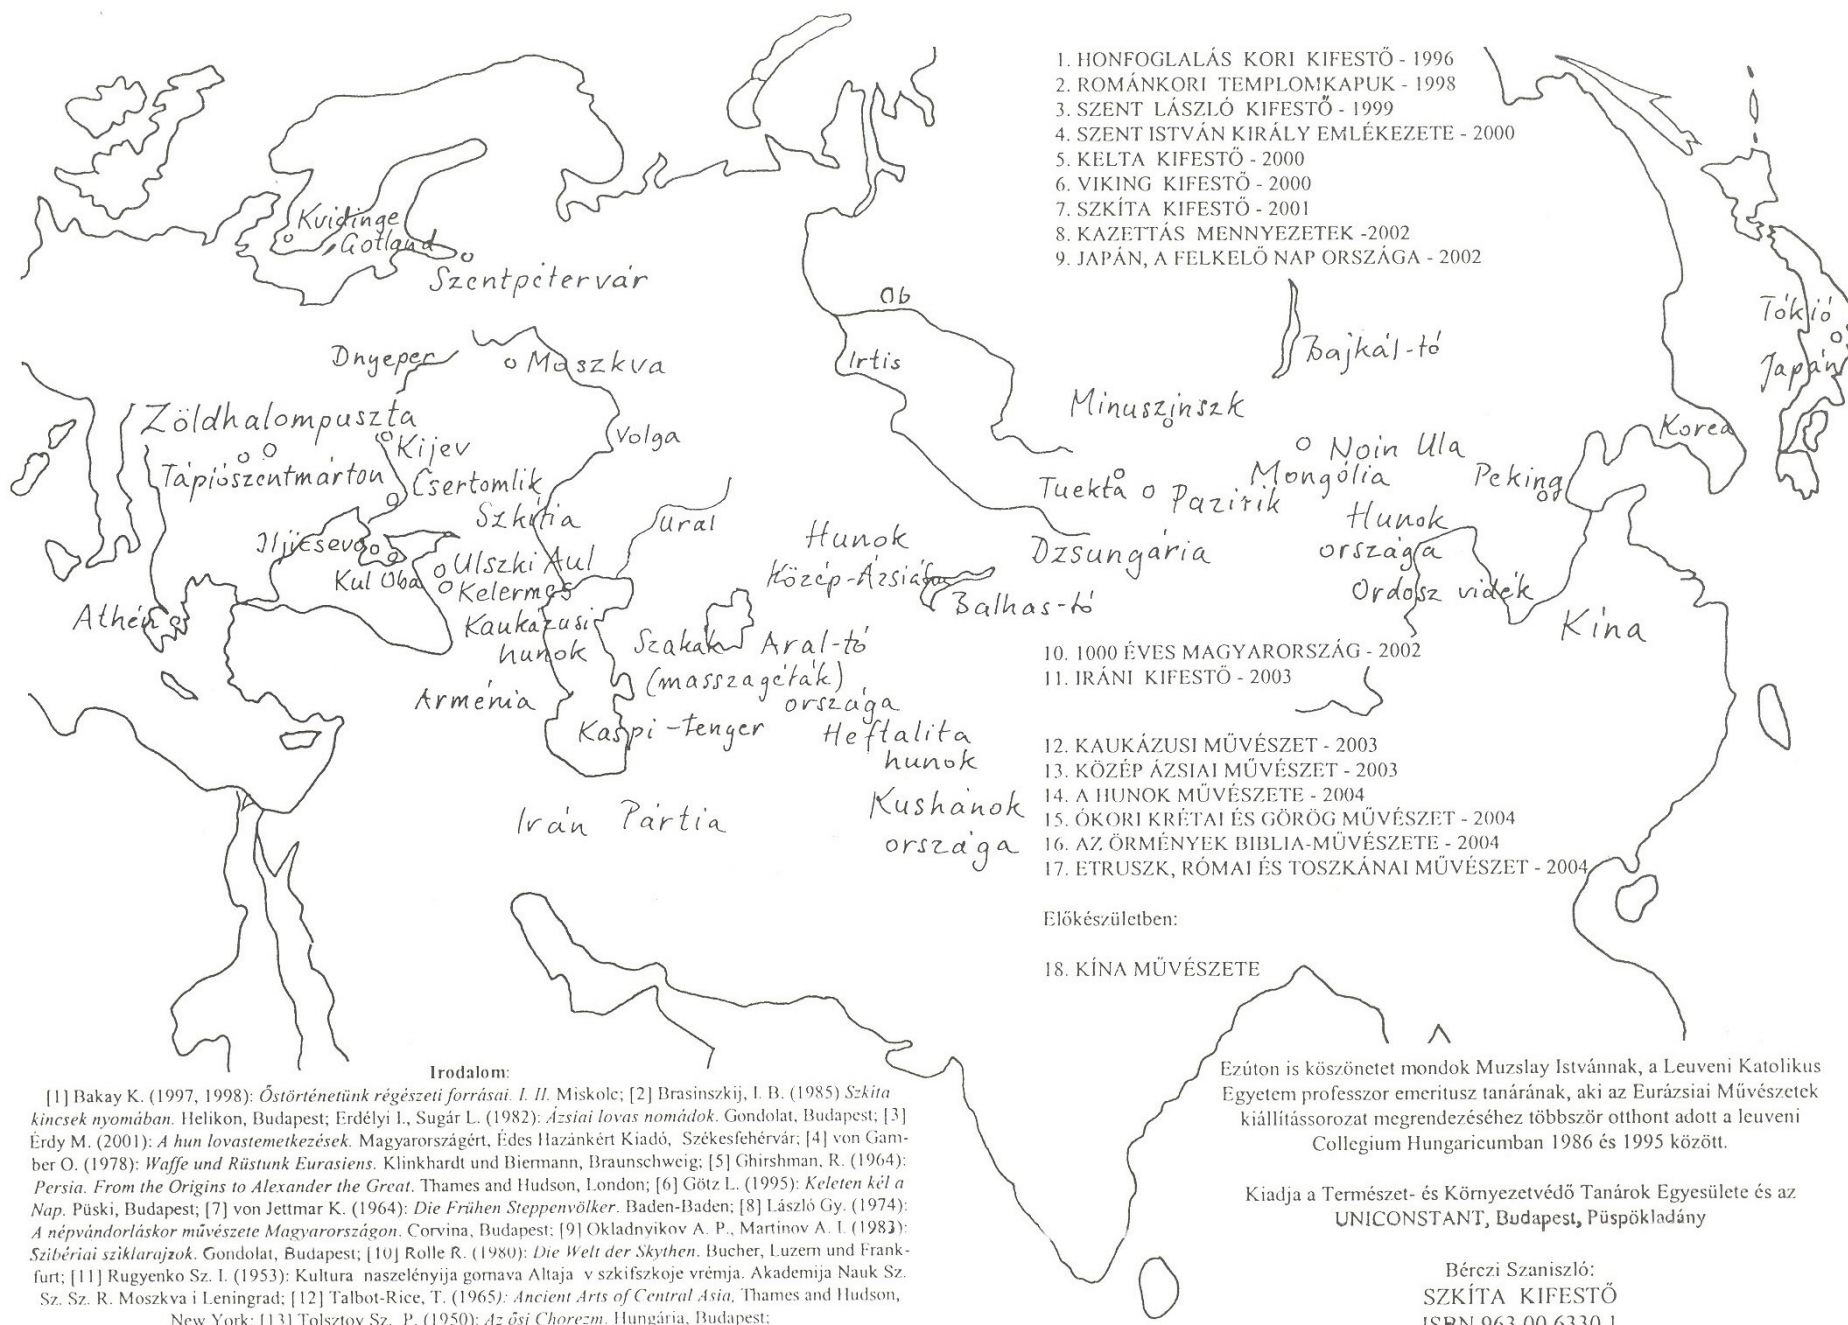 1. HONFOGLALÁS KORI KIFESTŐ - 1996
2. ROMÁNKORI TEMPLOMKAPUK - 1998
3. SZENT LÁSZLÓ KIFESTŐ - 1999
4. SZENT ISTVÁN KIRÁLY EMLÉKEZETE - 2000
5. KELTA KIFESTŐ - 2000
6. VIKING KIFESTŐ - 2000
7. SZKÍTA KIFESTŐ - 2001
8. KAZETTÁS MENNYEZETEK -2002
9. JAPÁN, A FELKELŐ NAP ORSZÁGA - 2002
Kvidinge
Gotland
Szentpétervár
Ob
Bajkál-tó
Tókió
Japán
Dnyeper
Moszkva
Irtis
Minuszinszk
Zöldhalompuszta
Kijev
Volga
Noin Ula
Korea
Tápiószentmárton
Csertomlik
Tuekta
Pazirik
Mongólia
Peking
Szkítia
Ural
Hunok
Közép-Ázsiában
Hunok
országa
Iljicsevo
Ulszki Aul
Dzsungária
Kul Oba
Kelermes
Balhas-tó
Ordosz vidék
Athén
Kaukázusi
hunok
Szakák
Aral-tó
(masszagéták)
országa
Kína
Arménia
Kaspi-tenger
Heftalita
hunok
10. 1000 ÉVES MAGYARORSZÁG - 2002
11. IRÁNI KIFESTŐ - 2003
12. KAUKÁZUSI MŰVÉSZET - 2003
13. KÖZÉP ÁZSIAI MŰVÉSZET - 2003
14. A HUNOK MŰVÉSZETE - 2004
15. ÓKORI KRÉTAI ÉS GÖRÖG MŰVÉSZET - 2004
16. AZ ÖRMÉNYEK BIBLIA-MŰVÉSZETE - 2004
17. ETRUSZK, RÓMAI ÉS TOSZKÁNAI MŰVÉSZET - 2004
Irán Pártia
Kushánok
országa
Előkészületben:
18. KÍNA MŰVÉSZETE
Irodalom:
[1] Bakay K. (1997, 1998): Őstörténetünk régészeti forrásai. I. II. Miskolc; [2] Brasinszkij, I. B. (1985) Szkita
kincsek nyomában. Helikon, Budapest; Erdélyi I., Sugár L. (1982): Ázsiai lovas nomádok. Gondolat, Budapest; [3]
Érdy M. (2001): A hun lovastemetkezések. Magyarországért, Édes Hazánkért Kiadó, Székesfehérvár; [4] von Gam-
ber O. (1978): Waffe und Rüstunk Eurasiens. Klinkhardt und Biermann, Braunschweig; [5] Ghirshman, R. (1964):
Persia. From the Origins to Alexander the Great. Thames and Hudson, London; [6] Götz L. (1995): Keleten kél a
Nap. Püski, Budapest; [7] von Jettmar K. (1964): Die Frühen Steppenvölker. Baden-Baden; [8] László Gy. (1974):
A népvándorláskor művészete Magyarországon. Corvina, Budapest; [9] Okladnyikov A. P., Martinov A. I. (1983):
Szibériai sziklarajzok. Gondolat, Budapest; [10] Rolle R. (1980): Die Welt der Skythen. Bucher, Luzern und Frank-
furt; [11] Rugyenko Sz. I. (1953): Kultura naszelényija gornava Altaja v szkifszkoje vrémja. Akademija Nauk Sz.
Sz. Sz. R. Moszkva i Leningrad; [12] Talbot-Rice, T. (1965): Ancient Arts of Central Asia, Thames and Hudson,
New York; [13] Tolsztov Sz. P. (1950): Az ősi Chorezm. Hungária, Budapest;
Ezúton is köszönetet mondok Muzslay Istvánnak, a Leuveni Katolikus
Egyetem professzor emeritusz tanárának, aki az Eurázsiai Művészetek
kiállítássorozat megrendezéséhez többször otthont adott a leuveni
Collegium Hungaricumban 1986 és 1995 között.
Kiadja a Természet- és Környezetvédő Tanárok Egyesülete és az
UNICONSTANT, Budapest, Püspökladány
Bérczi Szaniszló:
SZKÍTA KIFESTŐ
ISBN 963 00 6330 1